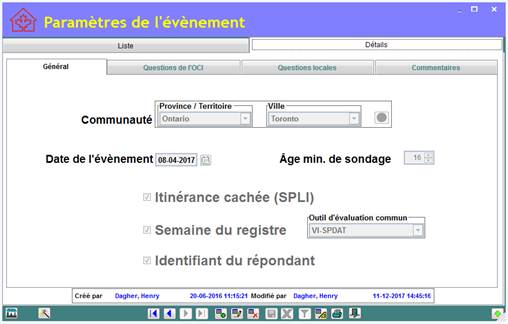 Paramètres de l'évènement
Liste Détails
Général Questions de l'OCI Questions locales Commentaires
Province / Territoire Ville
Communauté Ontario Toronto
Date de l'évènement 08-04-2017 Âge min. de sondage 16
Itinérance cachée (SPLI)
Outil d'évaluation commun
Semaine du registre VI-SPDAT
Identifiant du répondant
Créé par Dagher, Henry 20-06-2016 11:15:21 Modifié par Dagher, Henry 11-12-2017 14:45:16